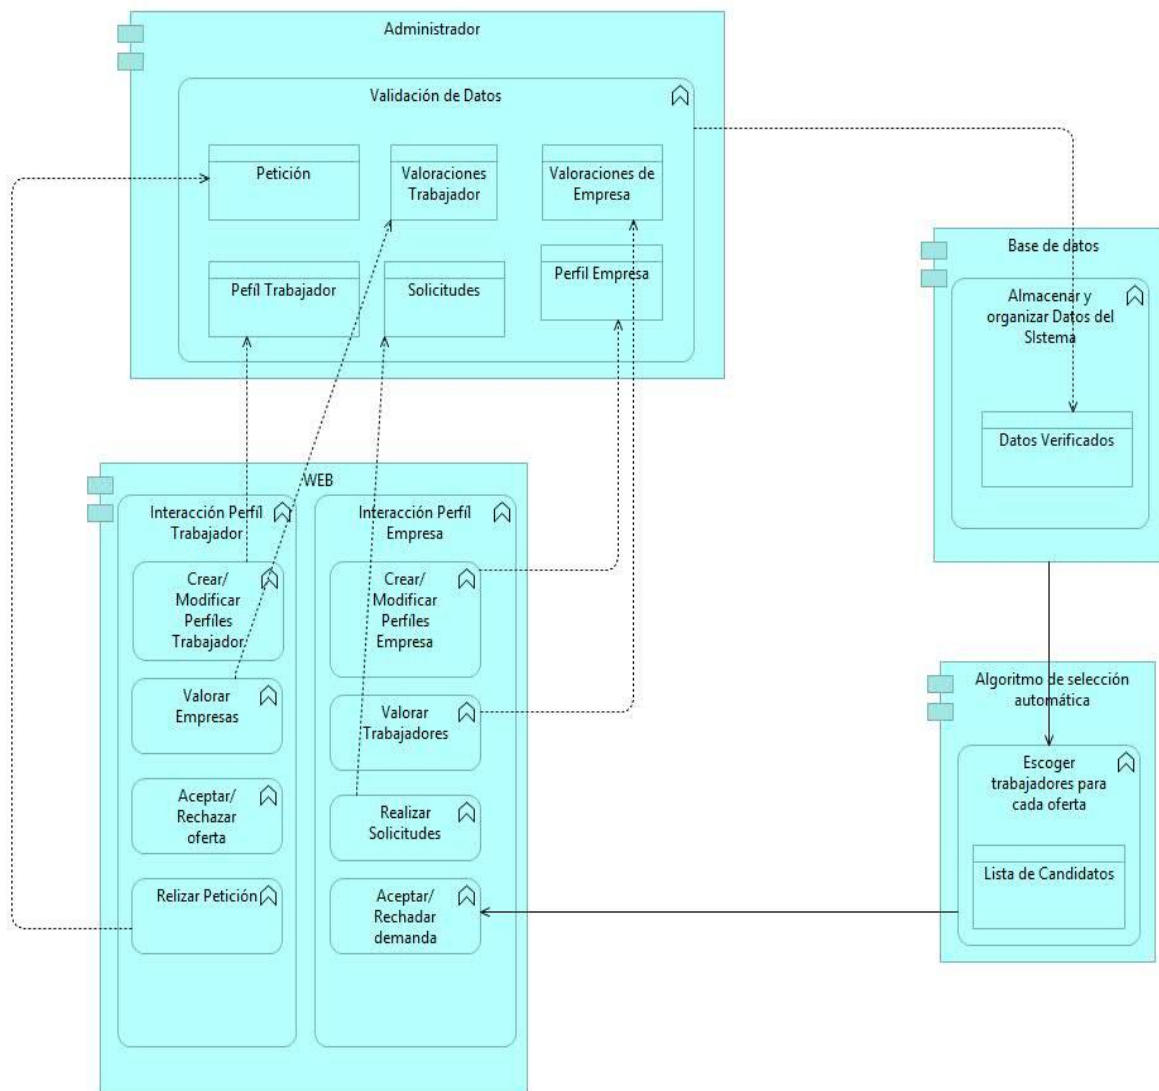 Administrador
Validación de Datos
Petición
Valoraciones
Trabajador
Valoraciones de
Empresa
Pefíl Trabajador
Solicitudes
Perfil Empresa
Base de datos
Almacenar y
organizar Datos del
SIstema
Datos Verificados
WEB
Interacción Perfíl
Trabajador
Crear/
Modificar
Perfíles
Trabajador
Valorar
Empresas
Aceptar/
Rechazar
oferta
Relizar Petición
Interacción Perfíl
Empresa
Crear/
Modificar
Perfíles
Empresa
Valorar
Trabajadores
Realizar
Solicitudes
Aceptar/
Rechadar
demanda
Algoritmo de selección
automática
Escoger
trabajadores para
cada oferta
Lista de Candidatos